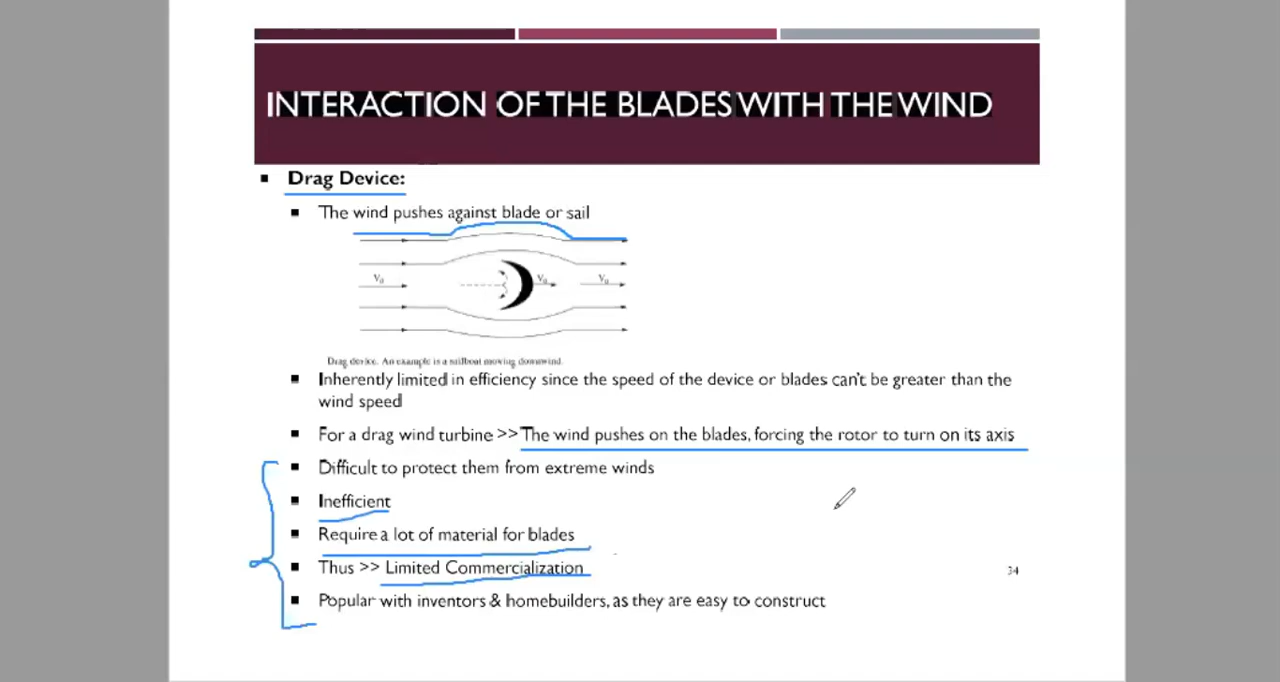 INTERACTION OF THE BLADES WITH THE WIND
Drag Device:
The wind pushes against blade or sail
V₀ V₀ V₀
Drag device. An example is a sailboat moving downwind.
Inherently limited in efficiency since the speed of the device or blades can't be greater than the
wind speed
For a drag wind turbine >> The wind pushes on the blades, forcing the rotor to turn on its axis
Difficult to protect them from extreme winds
Inefficient
Require a lot of material for blades
Thus >> Limited Commercialization
34
Popular with inventors & homebuilders, as they are easy to construct